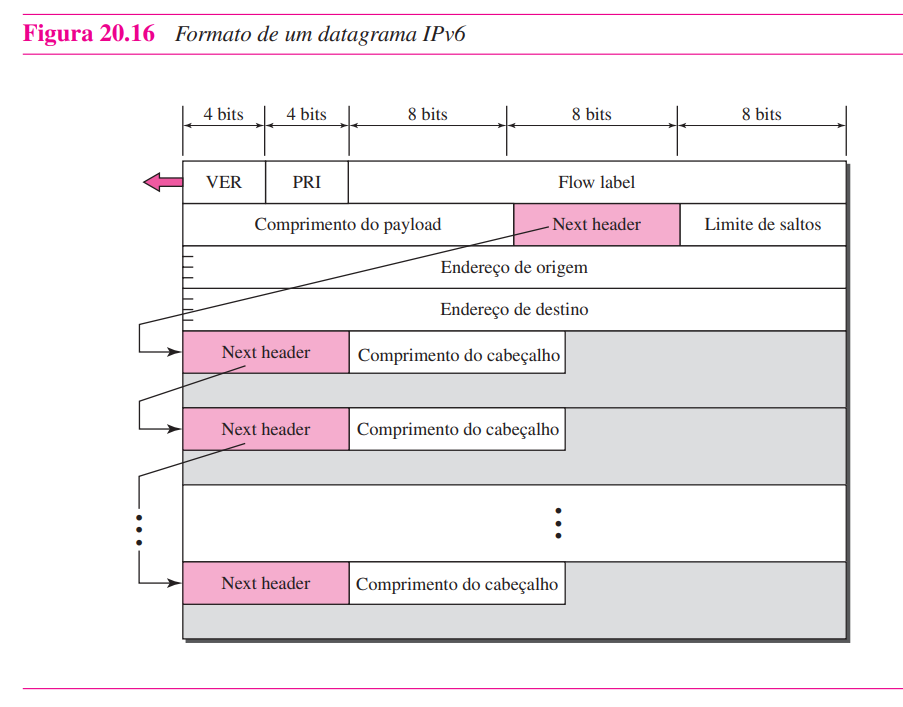 Figura 20.16 Formato de um datagrama IPv6
4 bits 4 bits 8 bits 8 bits 8 bits
VER PRI Flow label
Comprimento do payload Next header Limite de saltos
Endereço de origem
Endereço de destino
Next header Comprimento do cabeçalho
Next header Comprimento do cabeçalho
Next header Comprimento do cabeçalho